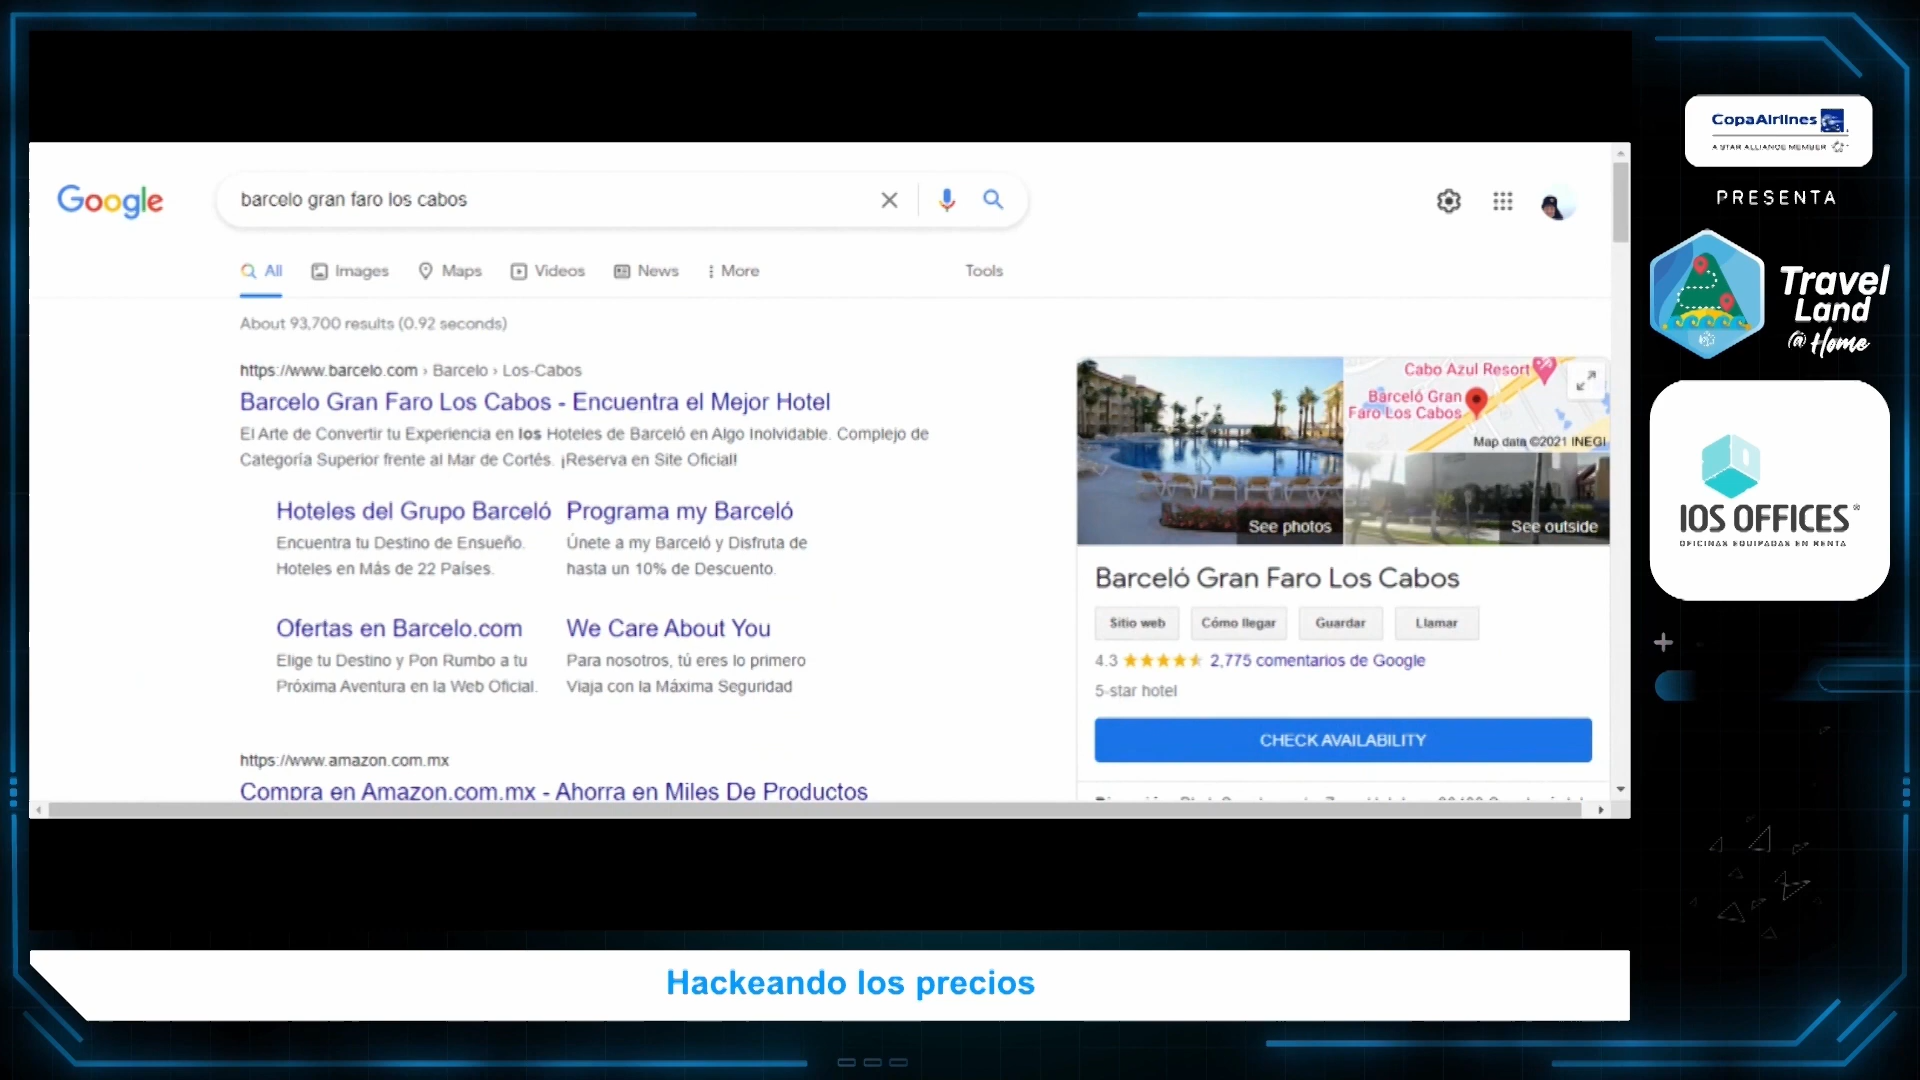 Google
barcelo gran faro los cabos
All
Images
Maps
Videos
News
More
Tools
About 93,700 results (0.92 seconds)
https://www.barcelo.com › Barcelo › Los-Cabos
Barcelo Gran Faro Los Cabos - Encuentra el Mejor Hotel
El Arte de Convertir tu Experiencia en los Hoteles de Barceló en Algo Inolvidable. Complejo de
Categoría Superior frente al Mar de Cortés. ¡Reserva en Site Oficial!
Hoteles del Grupo Barceló
Encuentra tu Destino de Ensueño.
Hoteles en Más de 22 Países.
Programa my Barceló
Únete a my Barceló y Disfruta de
hasta un 10% de Descuento.
Ofertas en Barcelo.com
Elige tu Destino y Pon Rumbo a tu
Próxima Aventura en la Web Oficial.
We Care About You
Para nosotros, tú eres lo primero
Viaja con la Máxima Seguridad
https://www.amazon.com.mx
Compra en Amazon.com.mx - Ahorra en Miles De Productos
Cabo Azul Resort
Barceló Gran
Faro Los Cabos
Map data ©2021 INEGI
See photos
See outside
Barceló Gran Faro Los Cabos
Sitio web
Cómo llegar
Guardar
Llamar
4.3
2,775 comentarios de Google
5-star hotel
CHECK AVAILABILITY
CopaAirlines
A STAR ALLIANCE MEMBER
PRESENTA
Travel
Land
@ Home
IOS OFFICES®
OFICINAS EQUIPADAS EN RENTA
Hackeando los precios